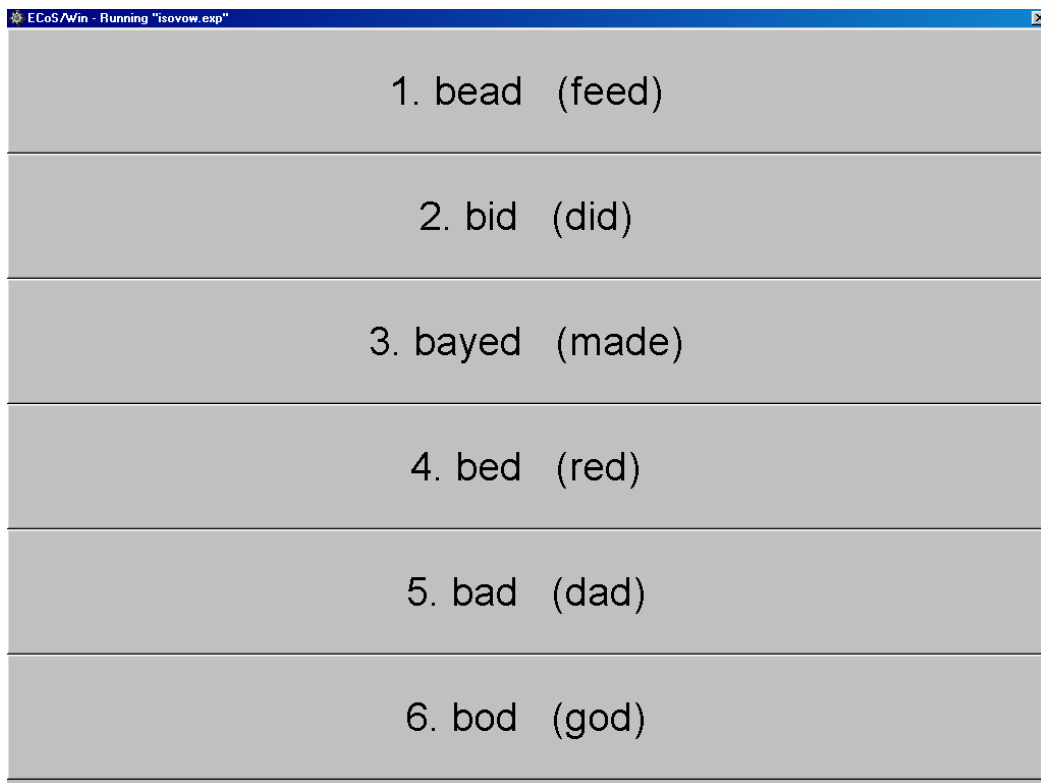 ECoS/Win - Running "isovow.exp"
1. bead (feed)
2. bid (did)
3. bayed (made)
4. bed (red)
5. bad (dad)
6. bod (god)